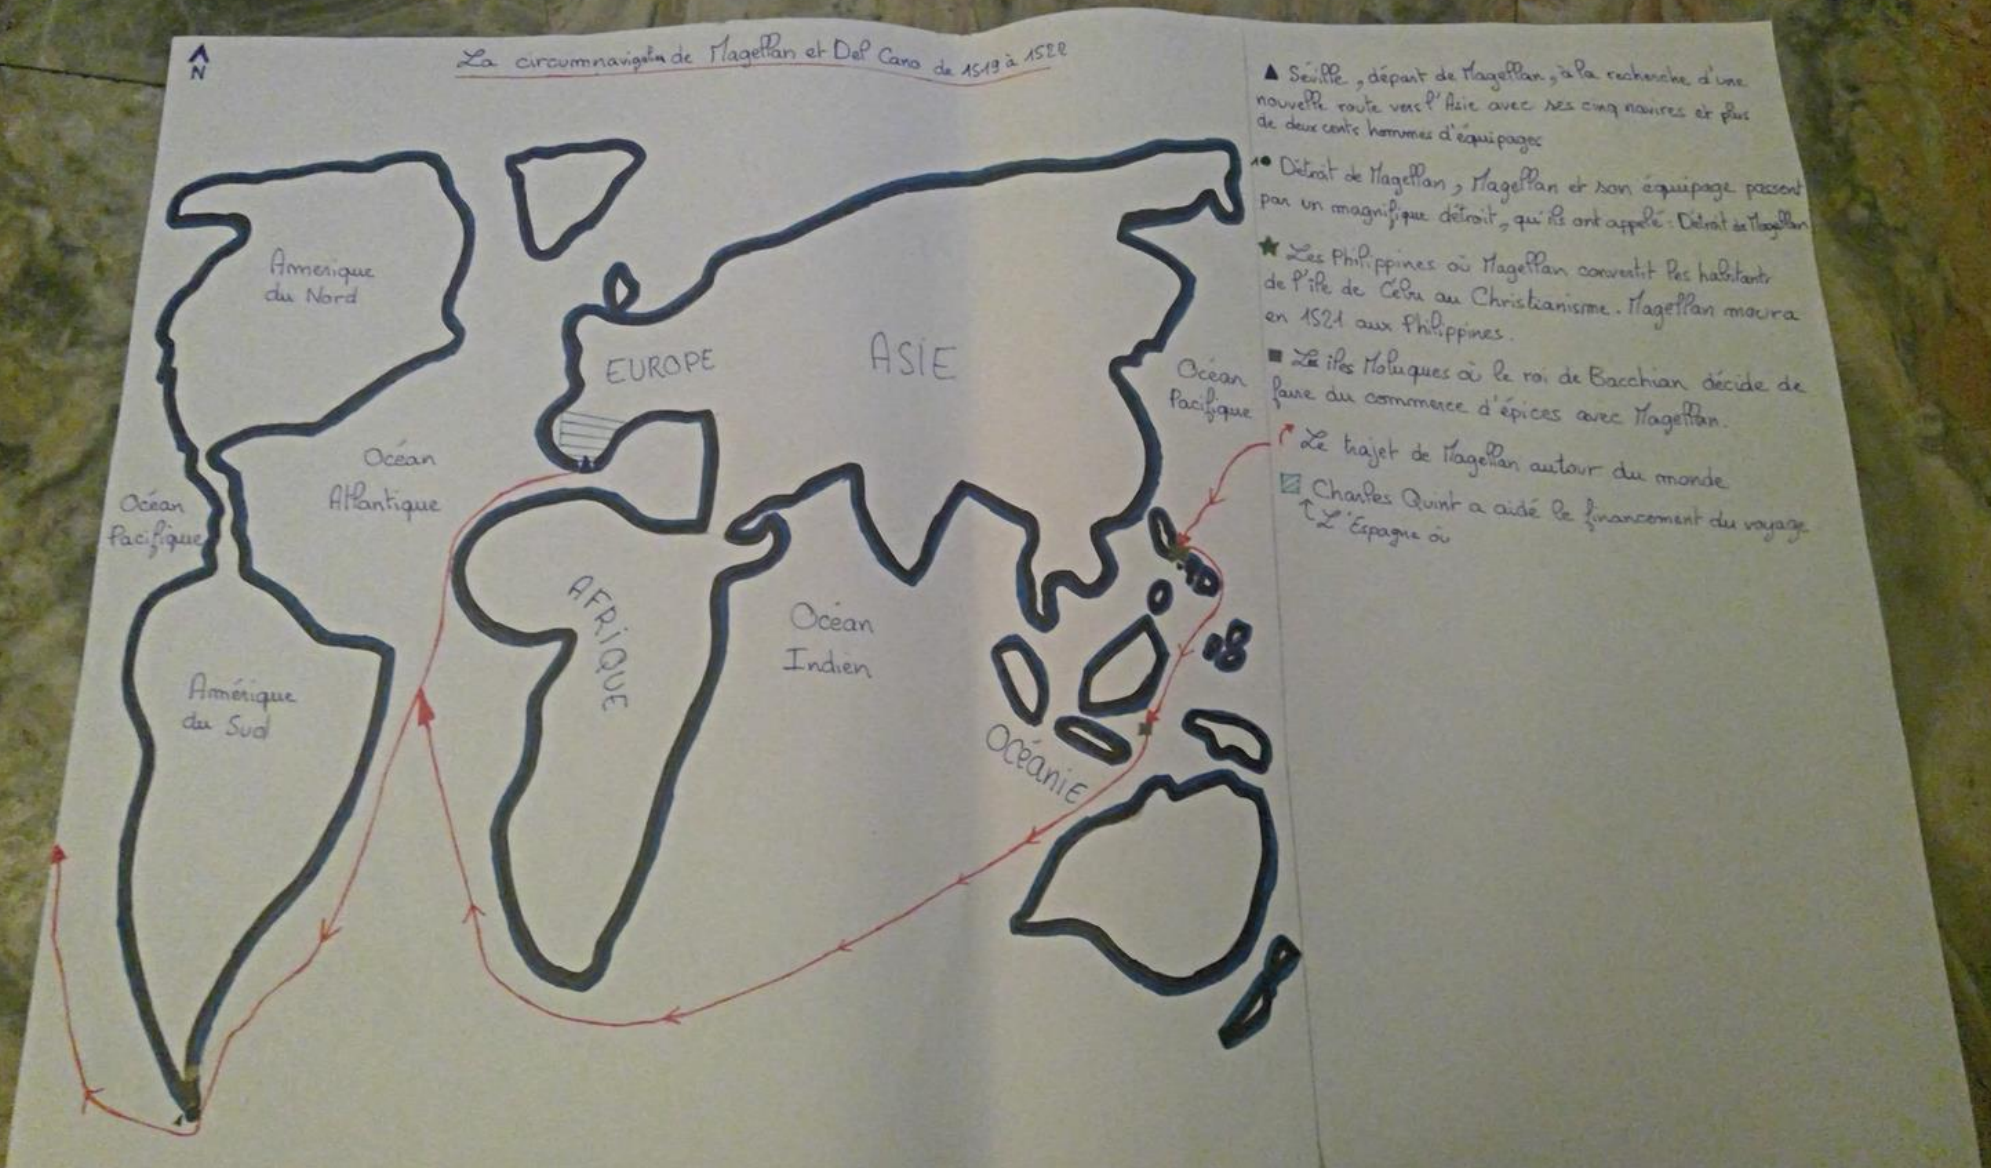 N
La circumnavigation de Magellan et Del Cano de 1519 à 1522
Amerique
du Nord
EUROPE
ASIE
Océan
Pacifique
Océan
Atlantique
Océan
Pacifique
AFRIQUE
Océan
Indien
Amérique
du Sud
OCÉANIE
Séville, départ de Magellan, à la recherche d'une
nouvelle route vers l'Asie avec ses cinq navires et plus
de deux cents hommes d'équipages
1 Détrait de Magellan, Magellan et son équipage passent
par un magnifique détroit, qu'ils ont appelé : Détroit de Magellan
Les Philippines où Magellan convertit les habitants
de l'île de Cébu au Christianisme. Magellan moura
en 1521 aux Philippines.
Les îles Moluques où le roi de Bacchian décide de
faire du commerce d'épices avec Magellan.
Le trajet de Magellan autour du monde
Charles Quint a aidé le financement du voyage
L'Espagne où